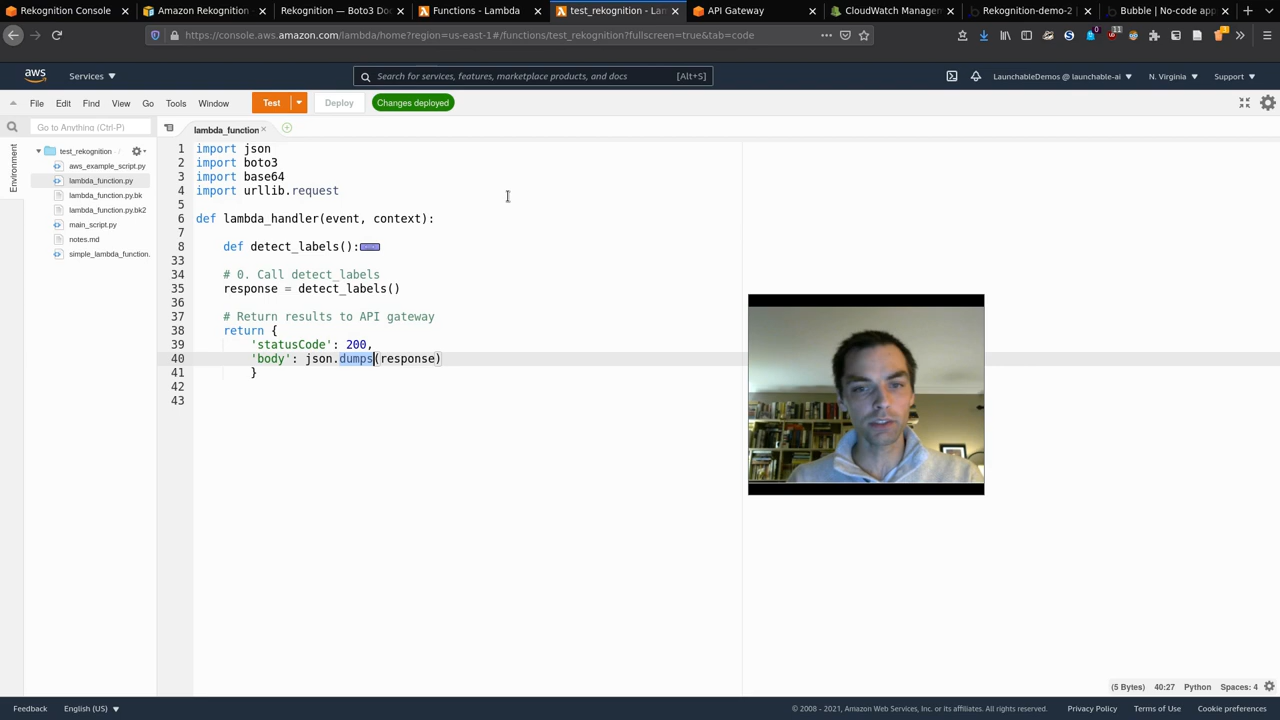 Rekognition Console
Amazon Rekognition
Rekognition — Boto3 Do
Functions - Lambda
test_rekognition - Lan
API Gateway
CloudWatch Managem
Rekognition-demo-2
Bubble | No-code app
https://console.aws.amazon.com/lambda/home?region=us-east-1#/functions/test_rekognition?fullscreen=true&tab=code
aws
Services
Search for services, features, marketplace products, and docs
[Alt+S]
LaunchableDemos @ launchable-ai
N. Virginia
Support
File Edit Find View Go Tools Window
Test
Deploy
Changes deployed
Go to Anything (Ctrl-P)
lambda_function
Environment
test_rekognition
aws_example_script.py
lambda_function.py
lambda_function.py.bk
lambda_function.py.bk2
main_script.py
notes.md
simple_lambda_function.
1 import json
2 import boto3
3 import base64
4 import urllib.request
5
6 def lambda_handler(event, context):
7
8 def detect_labels():
33
34 # 0. Call detect_labels
35 response = detect_labels()
36
37 # Return results to API gateway
38 return {
39 'statusCode': 200,
40 'body': json.dumps(response)
41 }
42
43
(5 Bytes) 40:27 Python Spaces: 4
Feedback English (US)
© 2008 - 2021, Amazon Web Services, Inc. or its affiliates. All rights reserved. Privacy Policy Terms of Use Cookie preferences